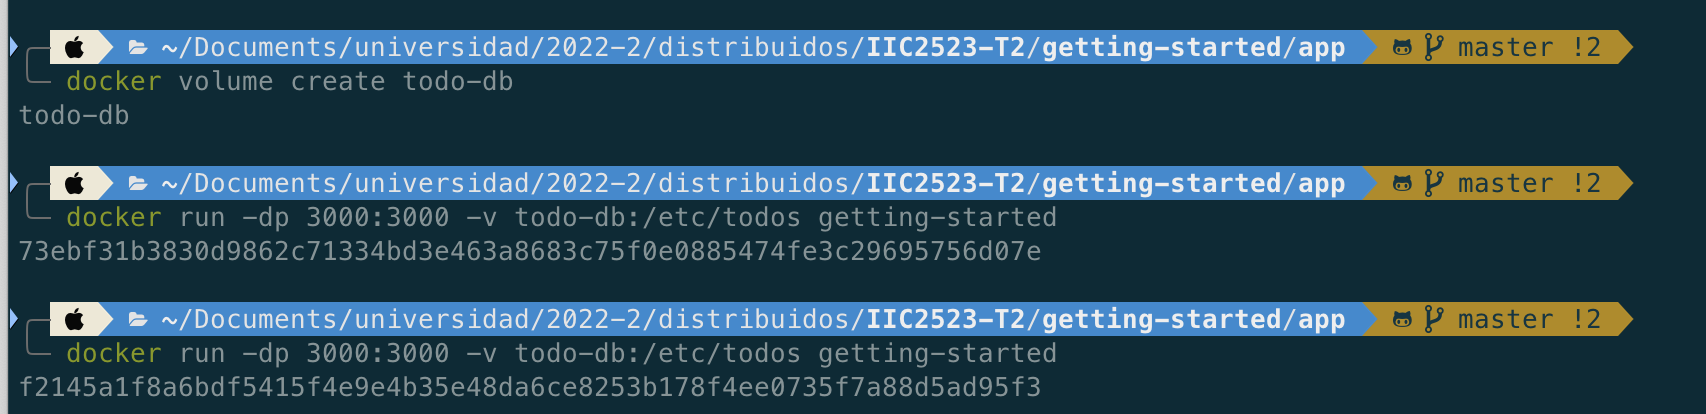 ~/Documents/universidad/2022-2/distribuidos/IIC2523-T2/getting-started/app master !2
docker volume create todo-db
todo-db
~/Documents/universidad/2022-2/distribuidos/IIC2523-T2/getting-started/app master !2
docker run -dp 3000:3000 -v todo-db:/etc/todos getting-started
73ebf31b3830d9862c71334bd3e463a8683c75f0e0885474fe3c29695756d07e
~/Documents/universidad/2022-2/distribuidos/IIC2523-T2/getting-started/app master !2
docker run -dp 3000:3000 -v todo-db:/etc/todos getting-started
f2145a1f8a6bdf5415f4e9e4b35e48da6ce8253b178f4ee0735f7a88d5ad95f3